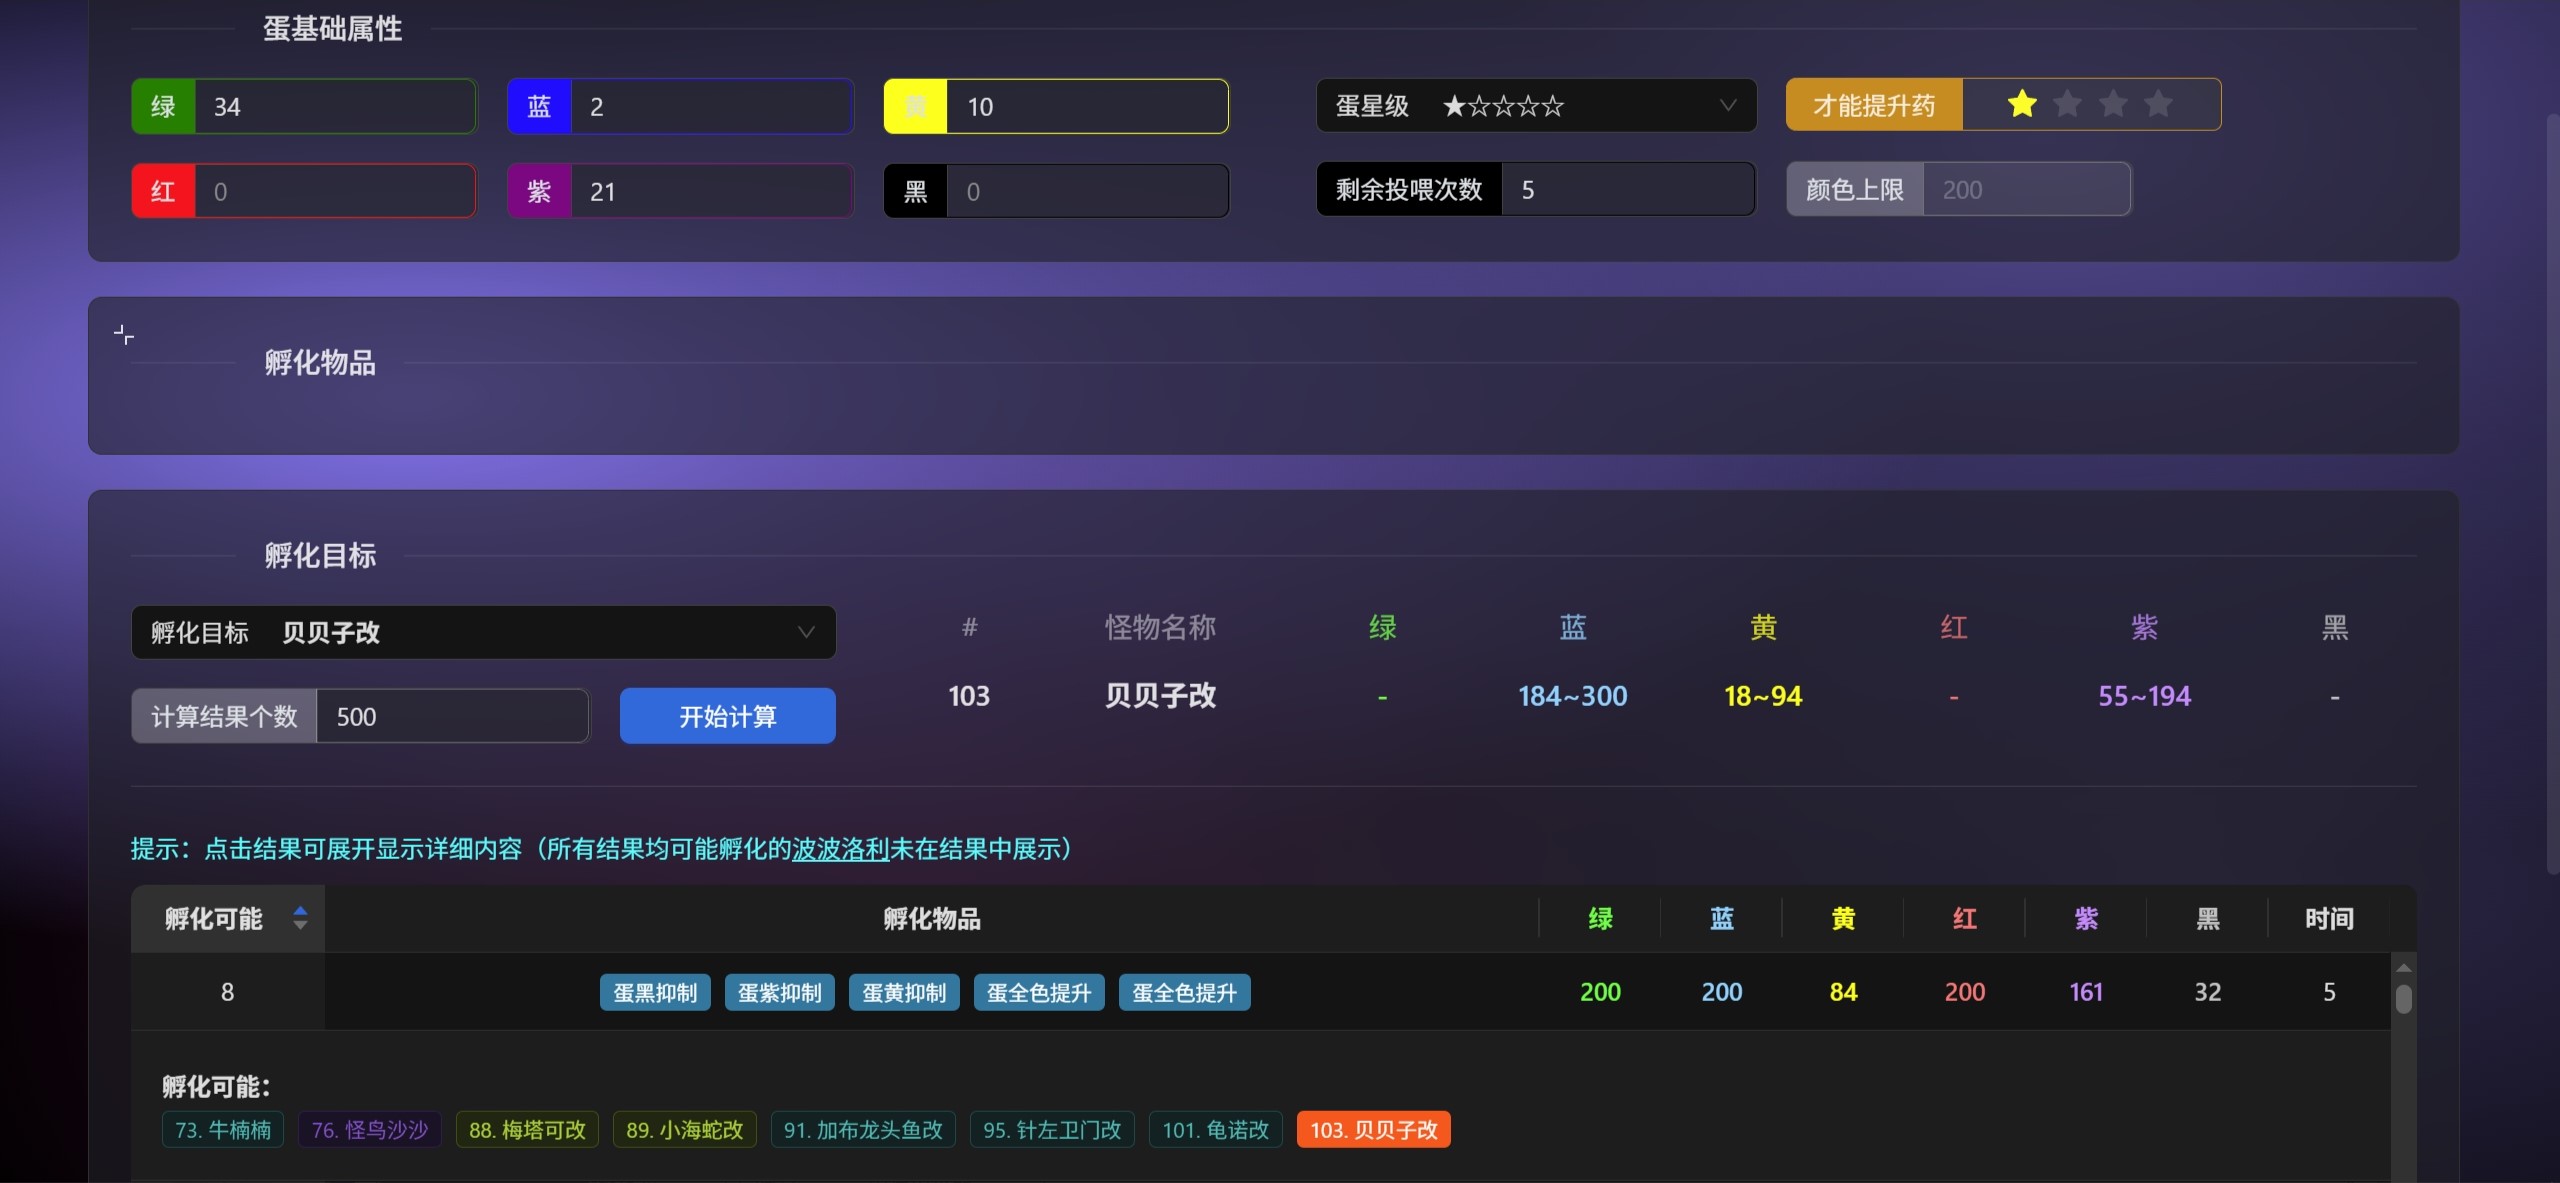 蛋基础属性
绿 34 蓝 2 黄 10 蛋星级 ★☆☆☆☆ 才能提升药
红 0 紫 21 黑 0 剩余投喂次数 5 颜色上限 200
孵化物品
孵化目标
孵化目标 贝贝子改 # 怪物名称 绿 蓝 黄 红 紫 黑
103 贝贝子改 - 184~300 18~94 - 55~194 -
计算结果个数 500 开始计算
提示：点击结果可展开显示详细内容（所有结果均可能孵化的波波洛利未在结果中展示）
孵化可能 孵化物品 绿 蓝 黄 红 紫 黑 时间
8 蛋黑抑制 蛋紫抑制 蛋黄抑制 蛋全色提升 蛋全色提升 200 200 84 200 161 32 5
孵化可能：
73. 牛楠楠 76. 怪鸟沙沙 88. 梅塔可改 89. 小海蛇改 91. 加布龙头鱼改 95. 针左卫门改 101. 龟诺改 103. 贝贝子改